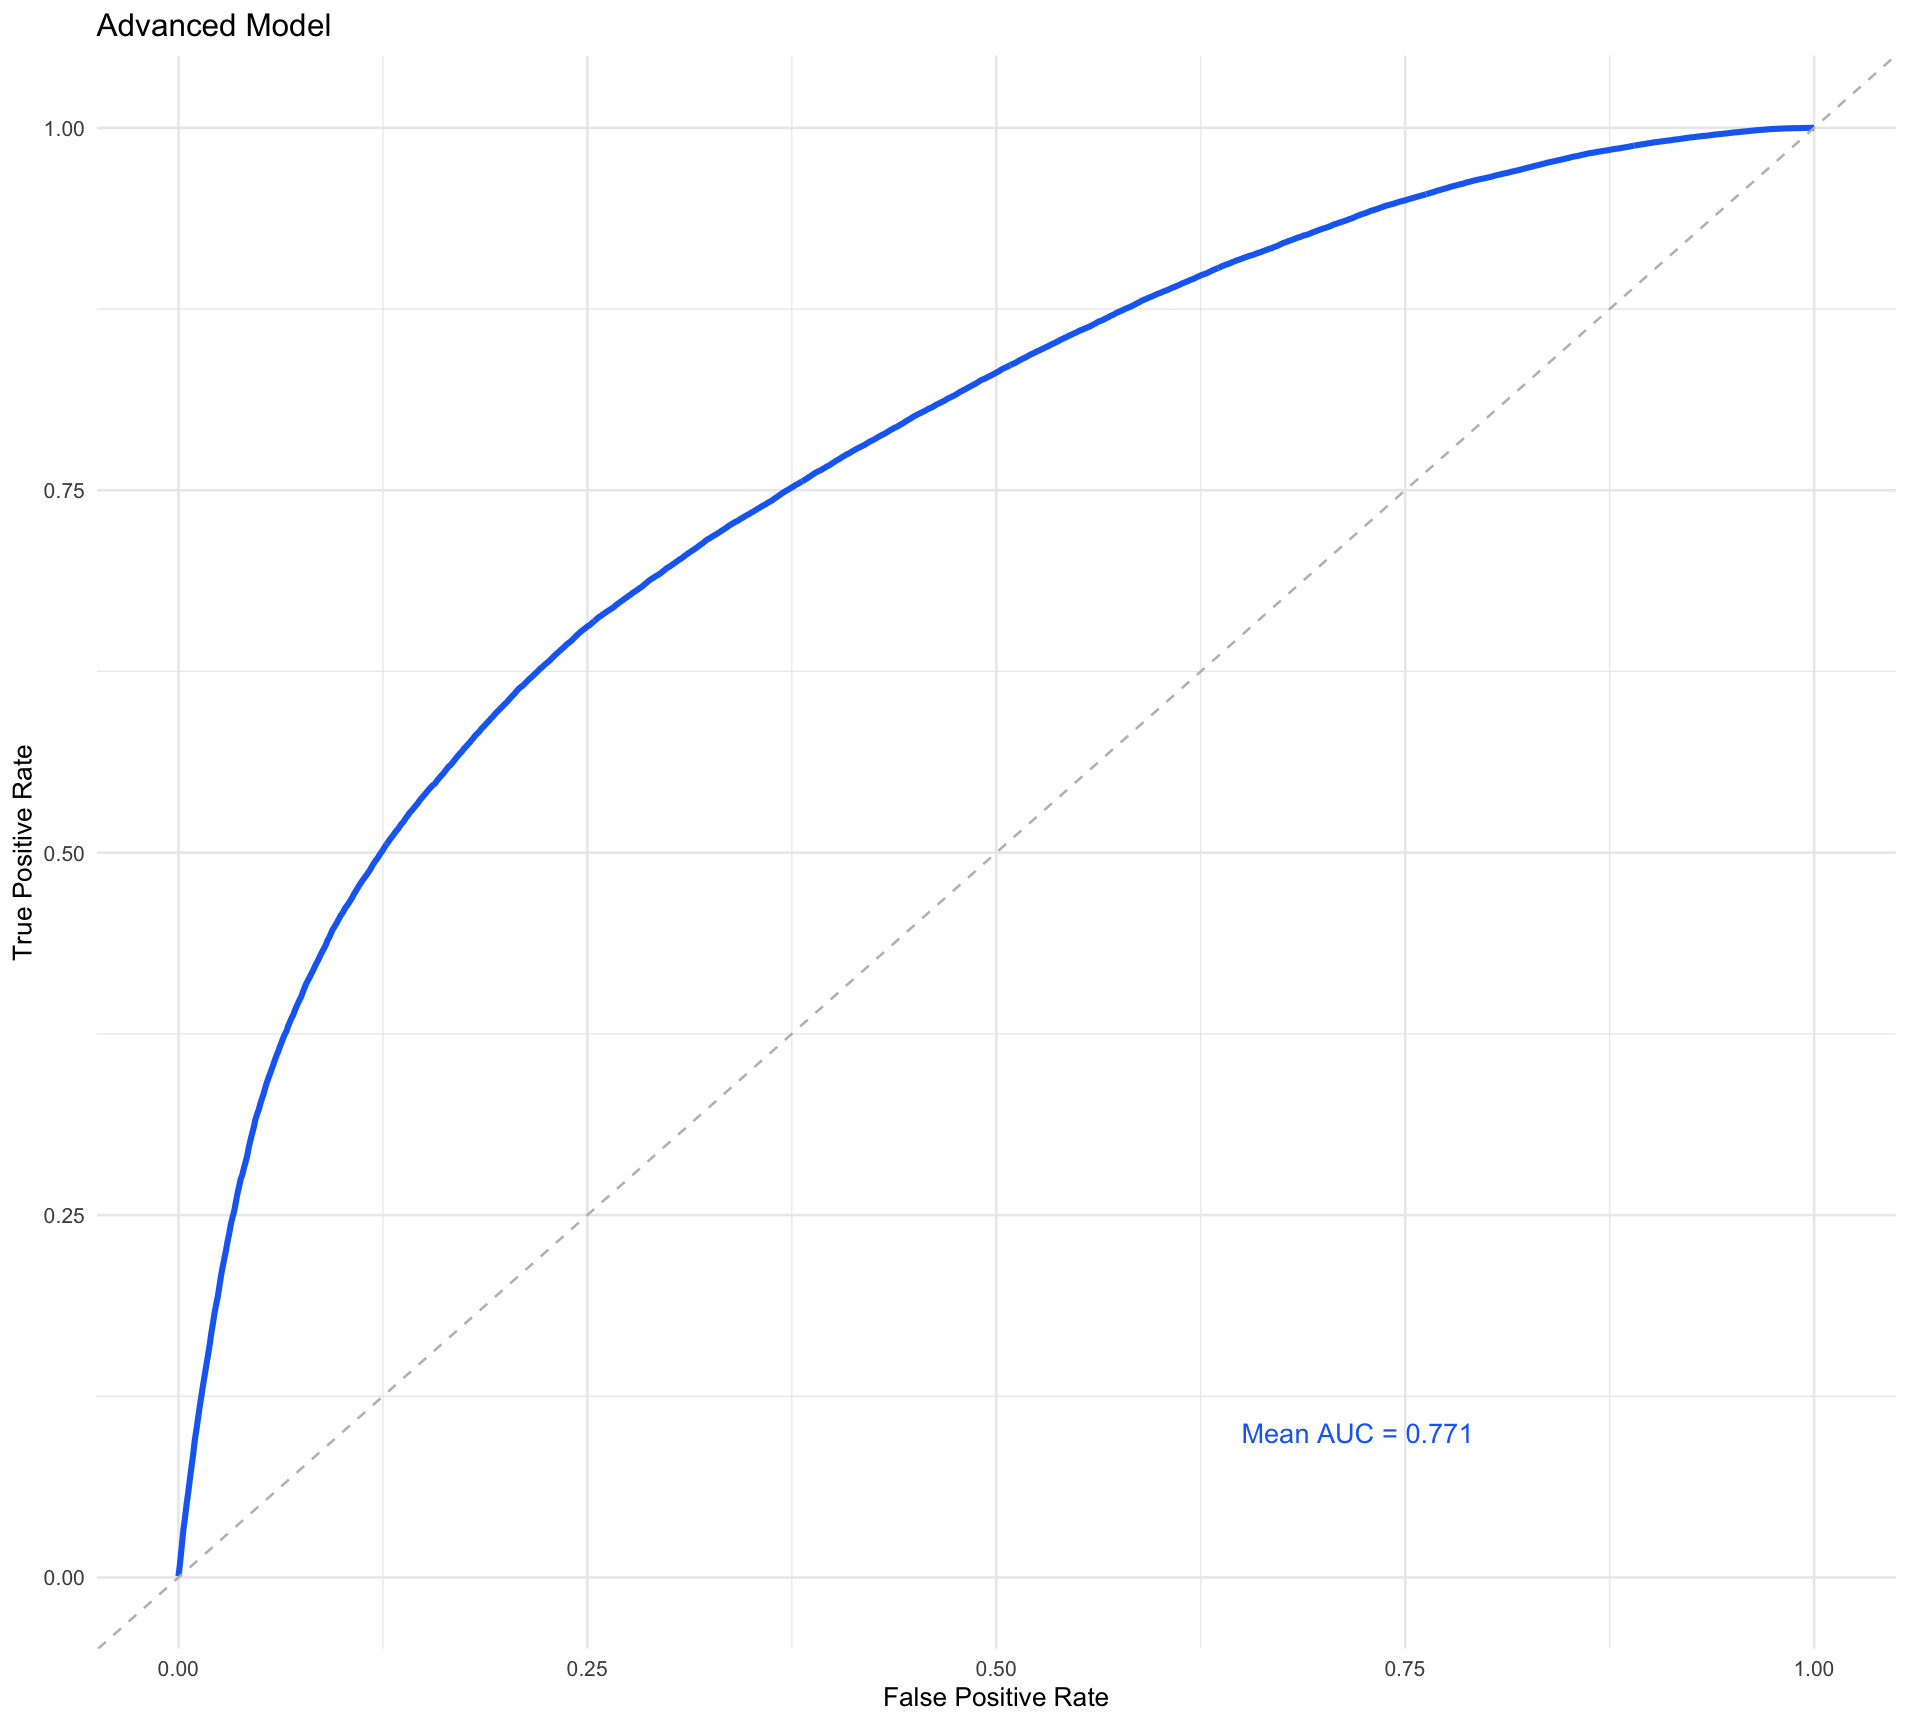 Advanced Model
1.00
0.75
0.50
0.25
0.00
True Positive Rate
Mean AUC = 0.771
0.00 0.25 0.50 0.75 1.00
False Positive Rate